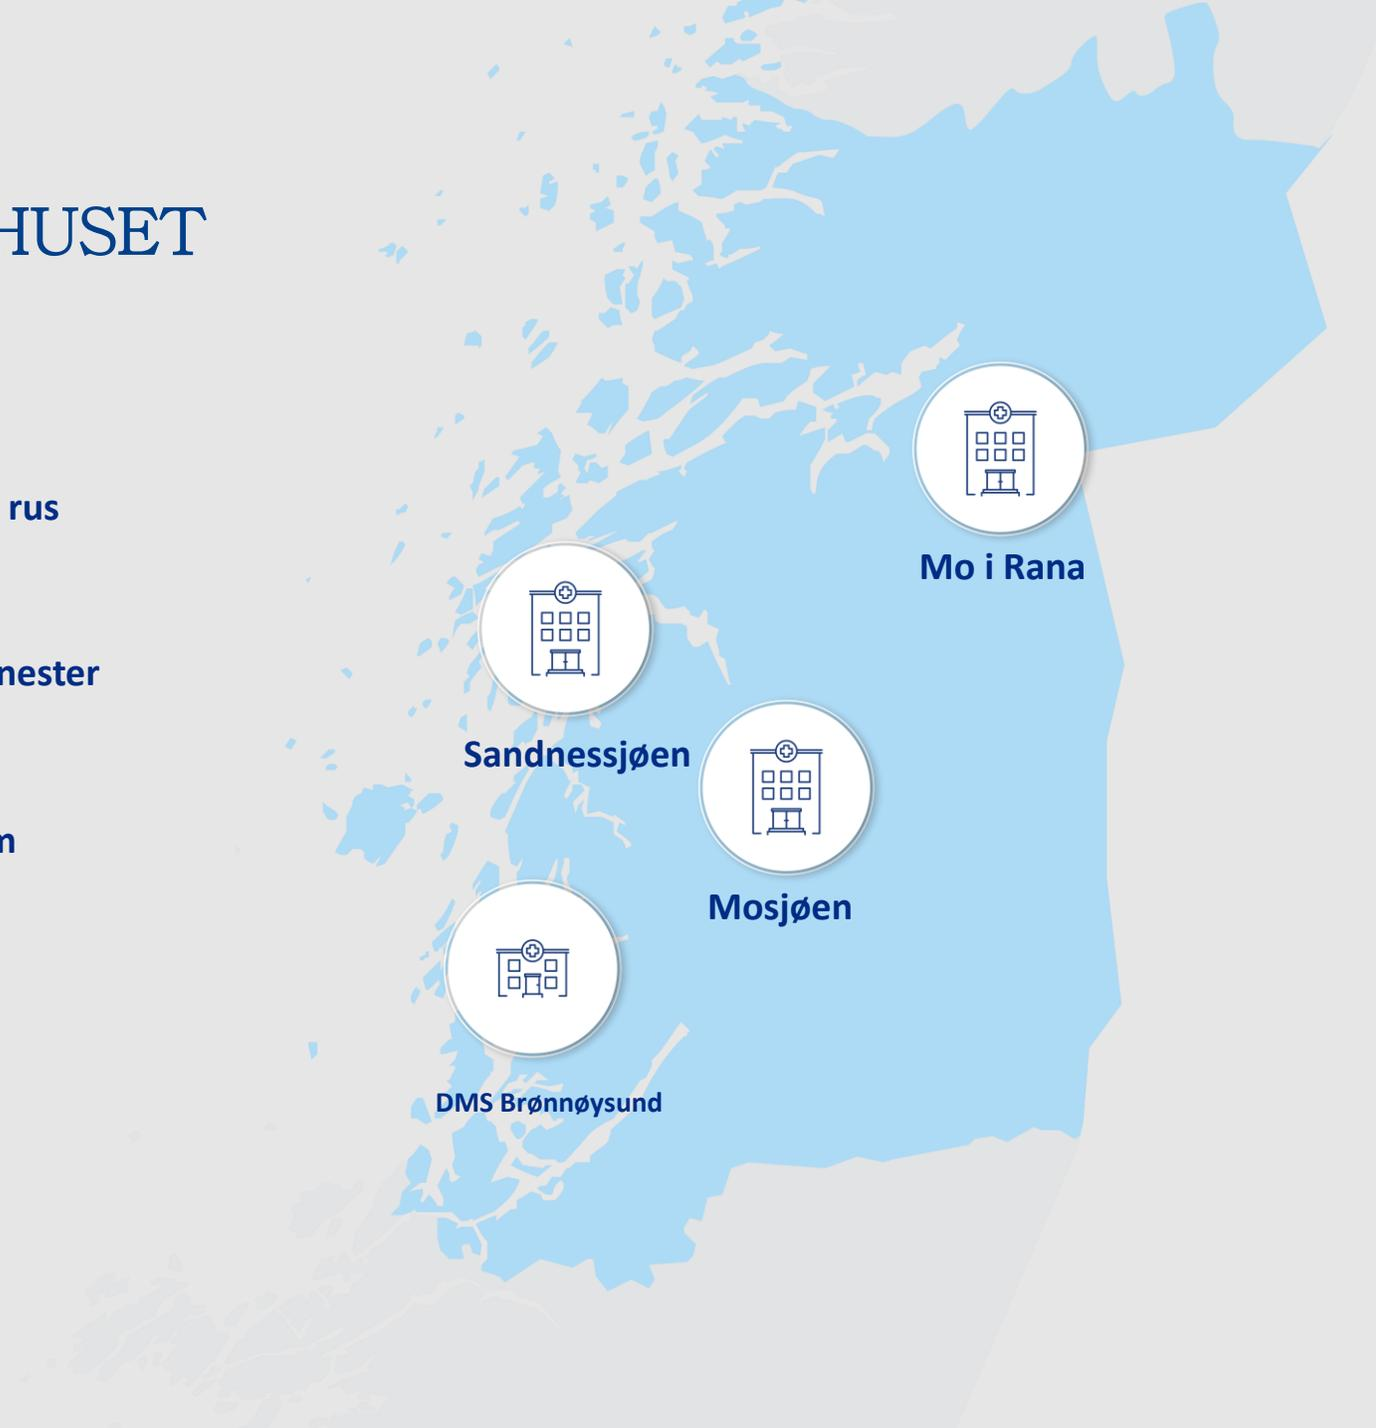 HUSET
rus
nester
m
Mo i Rana
Sandnessjøen
Mosjøen
DMS Brønnøysund